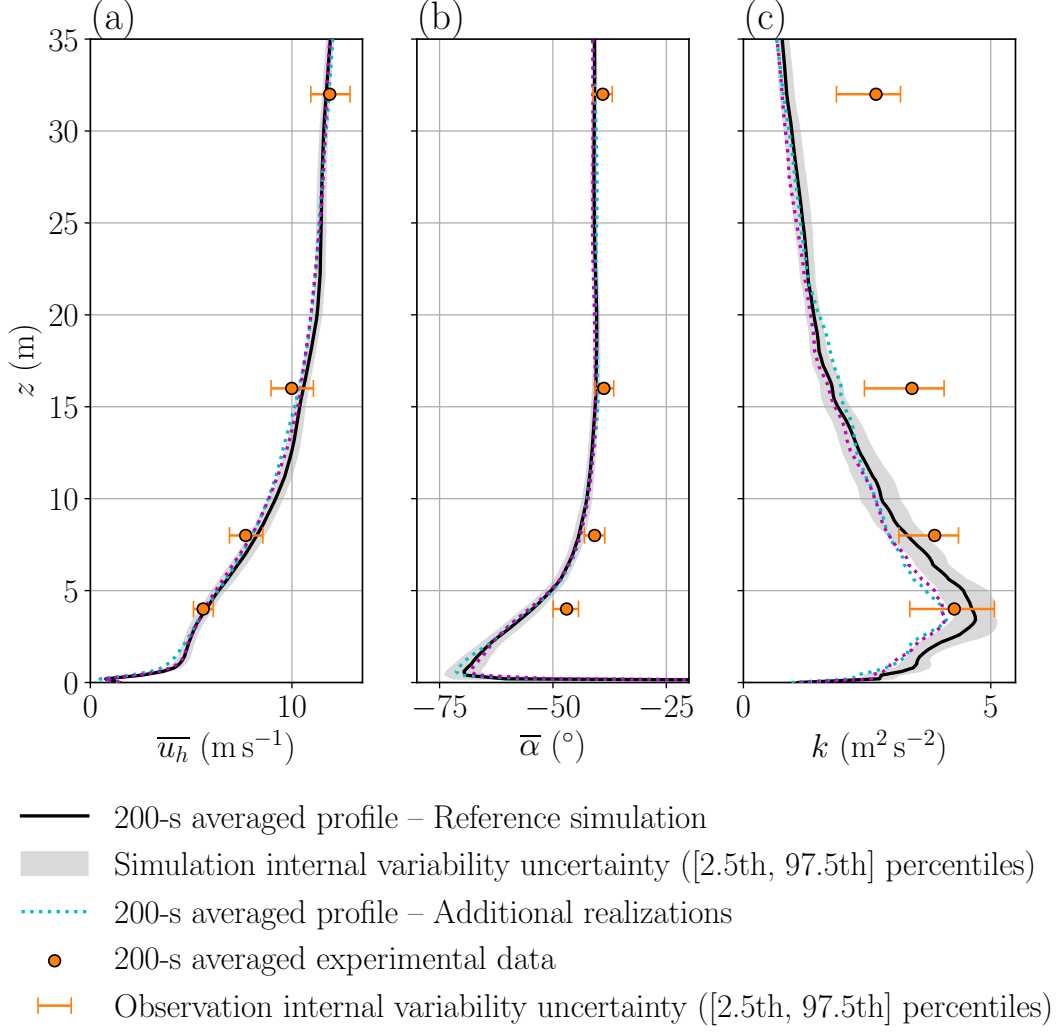 (a) (b) (c)
35
30
25
20
15
10
5
0
z (m)
0 10
−75 −50 −25
0 5
u_h (m s⁻¹)
α (°)
k (m² s⁻²)
200-s averaged profile – Reference simulation
Simulation internal variability uncertainty ([2.5th, 97.5th] percentiles)
200-s averaged profile – Additional realizations
200-s averaged experimental data
Observation internal variability uncertainty ([2.5th, 97.5th] percentiles)